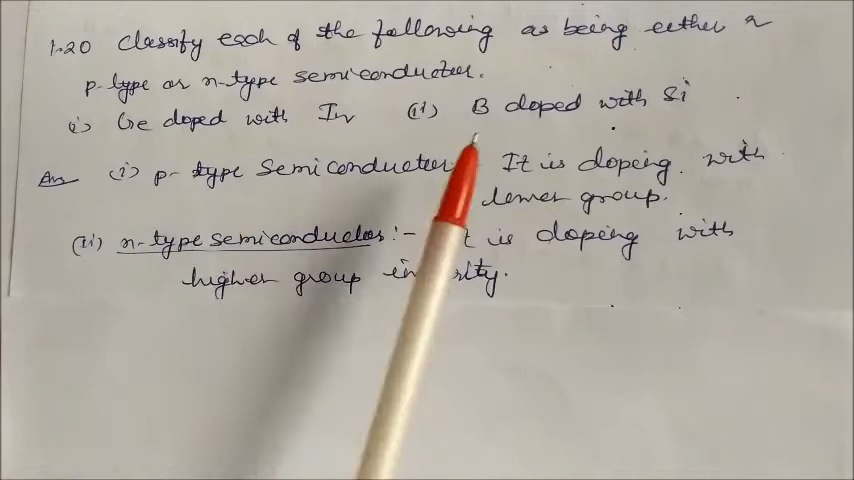 1.20 Classify each of the following as being either a
p-type or n-type semiconductor.
i) Ge doped with In (ii) B doped with Si
Ans (i) p-type Semiconductor It is doping with
lower group.
(ii) n-type semiconductor :- t is doping with
higher group rity.